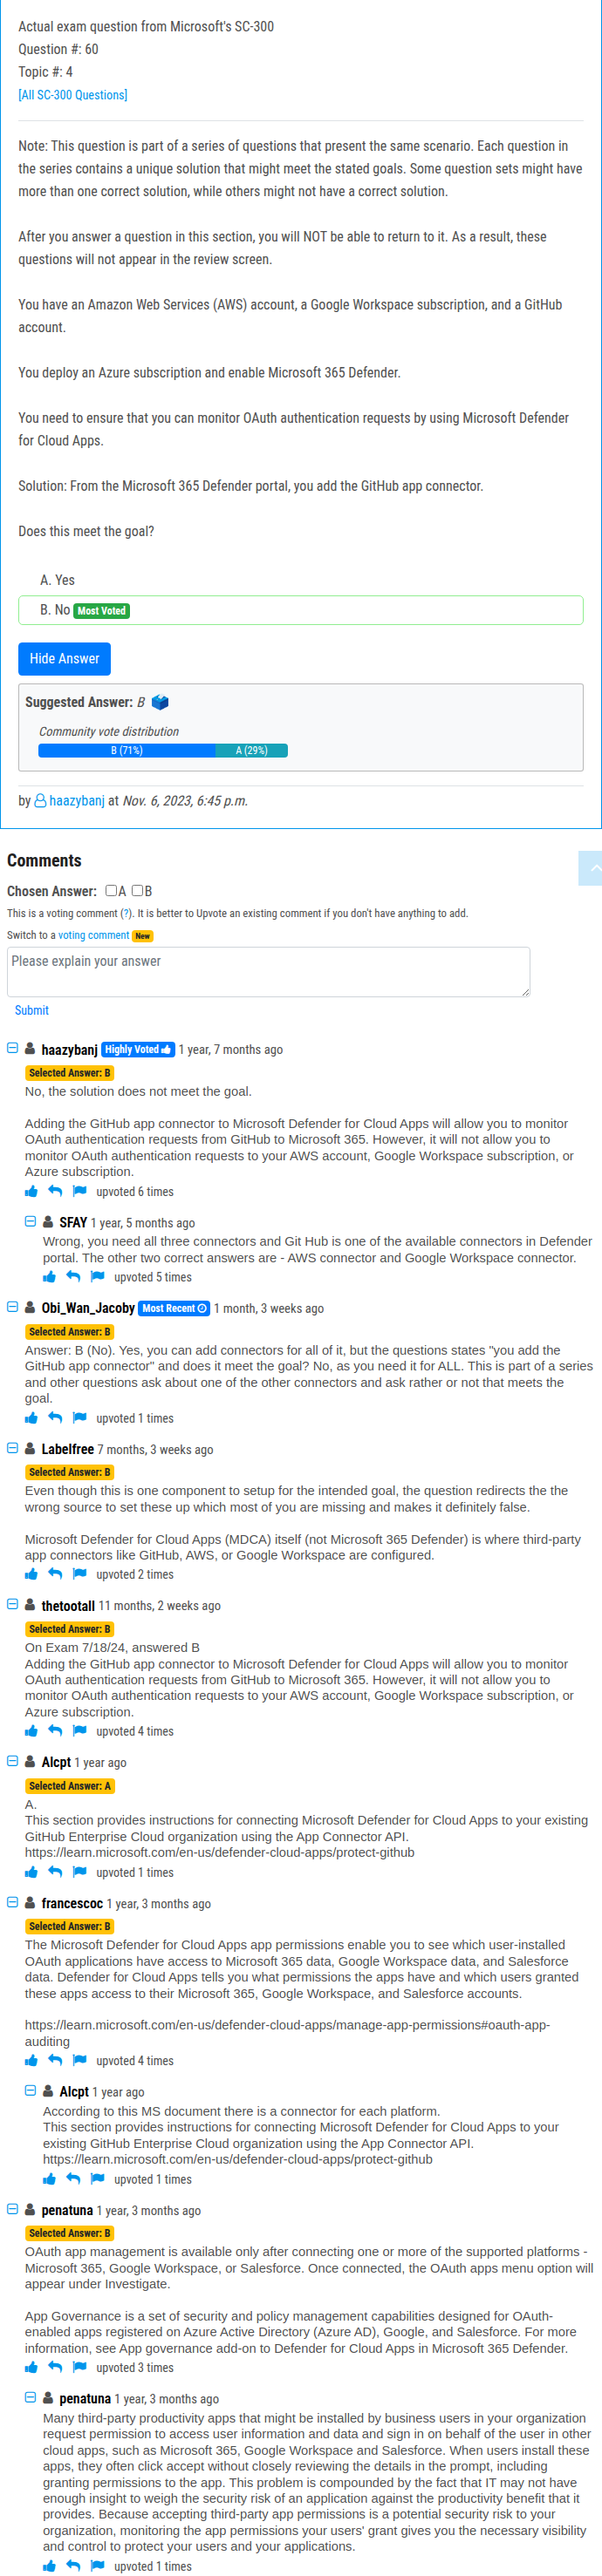 Actual exam question from Microsoft's SC-300
Question #: 60
Topic #: 4
[All SC-300 Questions]
Note: This question is part of a series of questions that present the same scenario. Each question in
the series contains a unique solution that might meet the stated goals. Some question sets might have
more than one correct solution, while others might not have a correct solution.
After you answer a question in this section, you will NOT be able to return to it. As a result, these
questions will not appear in the review screen.
You have an Amazon Web Services (AWS) account, a Google Workspace subscription, and a GitHub
account.
You deploy an Azure subscription and enable Microsoft 365 Defender.
You need to ensure that you can monitor OAuth authentication requests by using Microsoft Defender
for Cloud Apps.
Solution: From the Microsoft 365 Defender portal, you add the GitHub app connector.
Does this meet the goal?
A. Yes
B. No Most Voted
Hide Answer
Suggested Answer: B
Community vote distribution
B (71%) A (29%)
by haazybanj at Nov. 6, 2023, 6:45 p.m.
Comments
Chosen Answer: A B
This is a voting comment (?). It is better to Upvote an existing comment if you don't have anything to add.
Switch to a voting comment New
Please explain your answer
Submit
haazybanj Highly Voted 1 year, 7 months ago
Selected Answer: B
No, the solution does not meet the goal.
Adding the GitHub app connector to Microsoft Defender for Cloud Apps will allow you to monitor
OAuth authentication requests from GitHub to Microsoft 365. However, it will not allow you to
monitor OAuth authentication requests to your AWS account, Google Workspace subscription, or
Azure subscription.
upvoted 6 times
SFAY 1 year, 5 months ago
Wrong, you need all three connectors and Git Hub is one of the available connectors in Defender
portal. The other two correct answers are - AWS connector and Google Workspace connector.
upvoted 5 times
Obi_Wan_Jacoby Most Recent 1 month, 3 weeks ago
Selected Answer: B
Answer: B (No). Yes, you can add connectors for all of it, but the questions states "you add the
GitHub app connector" and does it meet the goal? No, as you need it for ALL. This is part of a series
and other questions ask about one of the other connectors and ask rather or not that meets the
goal.
upvoted 1 times
Labelfree 7 months, 3 weeks ago
Selected Answer: B
Even though this is one component to setup for the intended goal, the question redirects the the
wrong source to set these up which most of you are missing and makes it definitely false.
Microsoft Defender for Cloud Apps (MDCA) itself (not Microsoft 365 Defender) is where third-party
app connectors like GitHub, AWS, or Google Workspace are configured.
upvoted 2 times
thetootall 11 months, 2 weeks ago
Selected Answer: B
On Exam 7/18/24, answered B
Adding the GitHub app connector to Microsoft Defender for Cloud Apps will allow you to monitor
OAuth authentication requests from GitHub to Microsoft 365. However, it will not allow you to
monitor OAuth authentication requests to your AWS account, Google Workspace subscription, or
Azure subscription.
upvoted 4 times
Alcpt 1 year ago
Selected Answer: A
A.
This section provides instructions for connecting Microsoft Defender for Cloud Apps to your existing
GitHub Enterprise Cloud organization using the App Connector API.
https://learn.microsoft.com/en-us/defender-cloud-apps/protect-github
upvoted 1 times
francescoc 1 year, 3 months ago
Selected Answer: B
The Microsoft Defender for Cloud Apps app permissions enable you to see which user-installed
OAuth applications have access to Microsoft 365 data, Google Workspace data, and Salesforce
data. Defender for Cloud Apps tells you what permissions the apps have and which users granted
these apps access to their Microsoft 365, Google Workspace, and Salesforce accounts.
https://learn.microsoft.com/en-us/defender-cloud-apps/manage-app-permissions#oauth-app-
auditing
upvoted 4 times
Alcpt 1 year ago
According to this MS document there is a connector for each platform.
This section provides instructions for connecting Microsoft Defender for Cloud Apps to your
existing GitHub Enterprise Cloud organization using the App Connector API.
https://learn.microsoft.com/en-us/defender-cloud-apps/protect-github
upvoted 1 times
penatuna 1 year, 3 months ago
Selected Answer: B
OAuth app management is available only after connecting one or more of the supported platforms -
Microsoft 365, Google Workspace, or Salesforce. Once connected, the OAuth apps menu option will
appear under Investigate.
App Governance is a set of security and policy management capabilities designed for OAuth-
enabled apps registered on Azure Active Directory (Azure AD), Google, and Salesforce. For more
information, see App governance add-on to Defender for Cloud Apps in Microsoft 365 Defender.
upvoted 3 times
penatuna 1 year, 3 months ago
Many third-party productivity apps that might be installed by business users in your organization
request permission to access user information and data and sign in on behalf of the user in other
cloud apps, such as Microsoft 365, Google Workspace and Salesforce. When users install these
apps, they often click accept without closely reviewing the details in the prompt, including
granting permissions to the app. This problem is compounded by the fact that IT may not have
enough insight to weigh the security risk of an application against the productivity benefit that it
provides. Because accepting third-party app permissions is a potential security risk to your
organization, monitoring the app permissions your users' grant gives you the necessary visibility
and control to protect your users and your applications.
upvoted 1 times